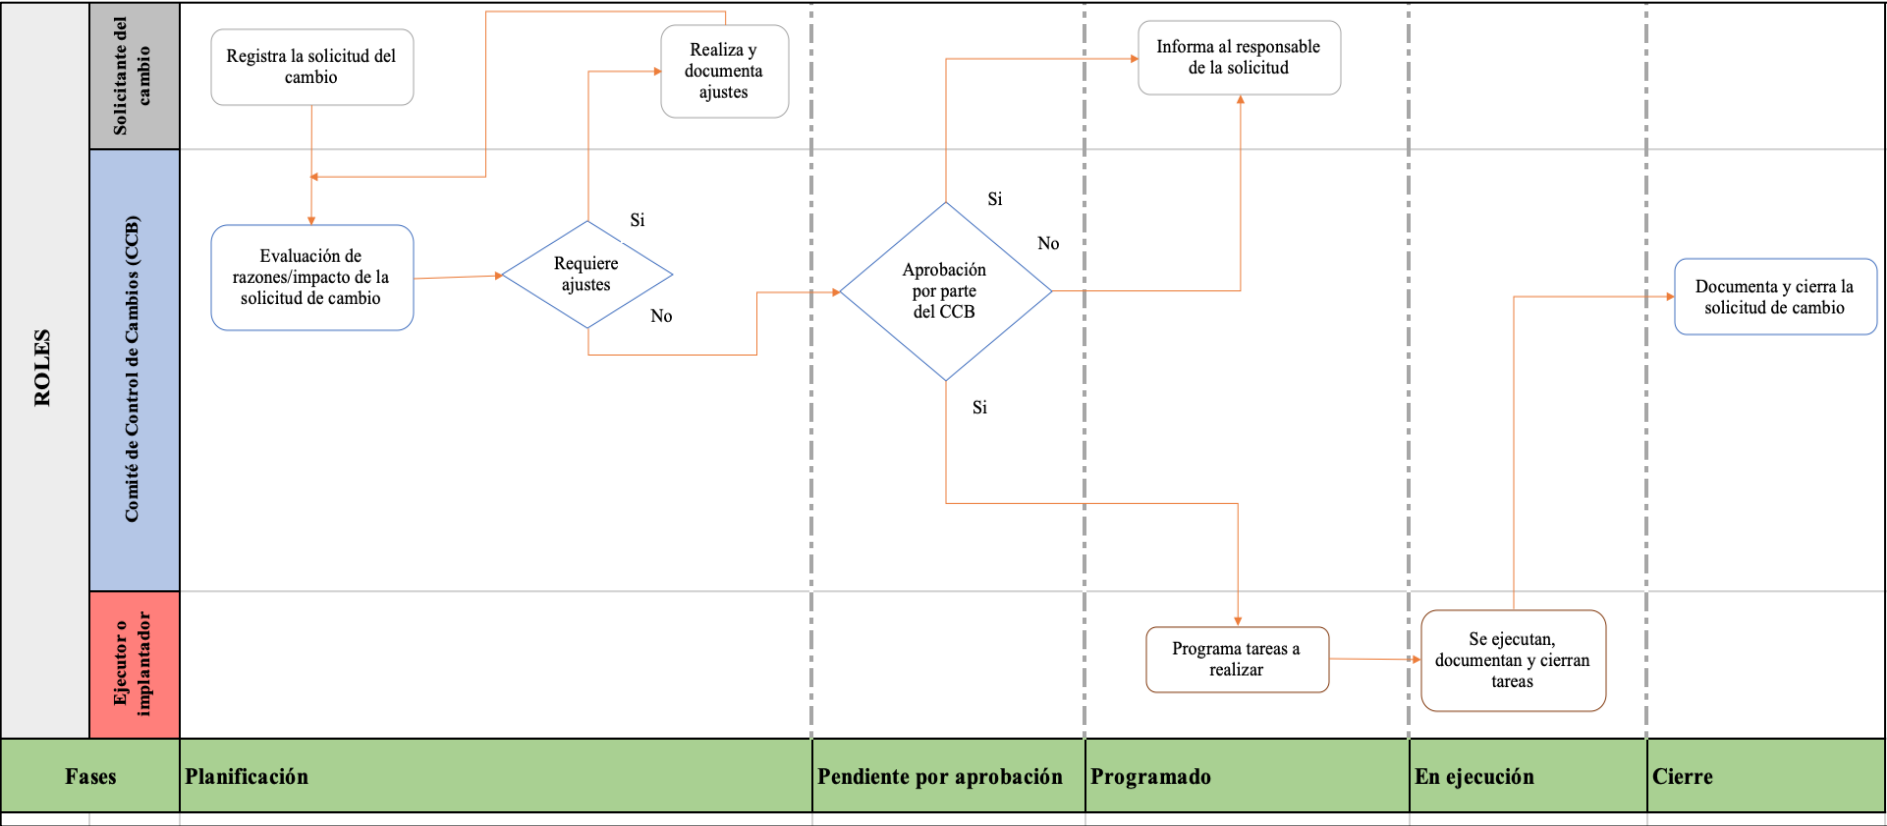 ROLES
Solicitante del
cambio
Registra la solicitud del
cambio
Realiza y
documenta
ajustes
Informa al responsable
de la solicitud
Comité de Control de Cambios (CCB)
Evaluación de
razones/impacto de la
solicitud de cambio
Requiere
ajustes
Si
No
Aprobación
por parte
del CCB
Si
No
Si
Documenta y cierra la
solicitud de cambio
Ejecutor o
implantador
Programa tareas a
realizar
Se ejecutan,
documentan y cierran
tareas
Fases
Planificación
Pendiente por aprobación
Programado
En ejecución
Cierre